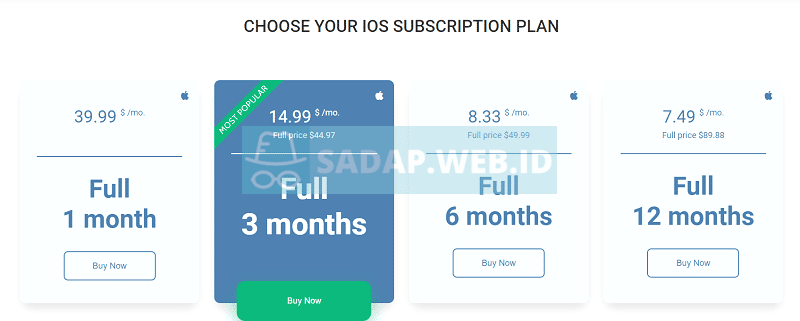 CHOOSE YOUR IOS SUBSCRIPTION PLAN
39.99 $ /mo.
Full
1 month
Buy Now
MOST POPULAR
14.99 $ /mo.
Full price $44.97
Full
3 months
Buy Now
8.33 $ /mo.
Full price $49.99
Full
6 months
Buy Now
7.49 $ /mo.
Full price $89.88
Full
12 months
Buy Now
SADAP.WEB.ID